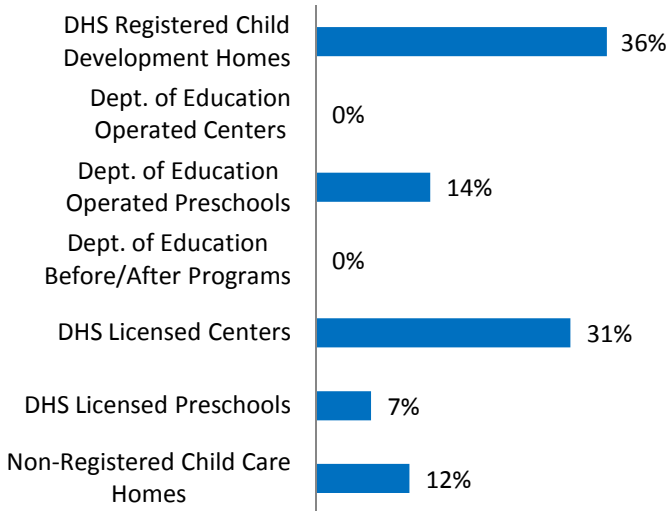 DHS Registered Child
Development Homes
36%
Dept. of Education
Operated Centers
0%
Dept. of Education
Operated Preschools
14%
Dept. of Education
Before/After Programs
0%
DHS Licensed Centers
31%
DHS Licensed Preschools
7%
Non-Registered Child Care
Homes
12%